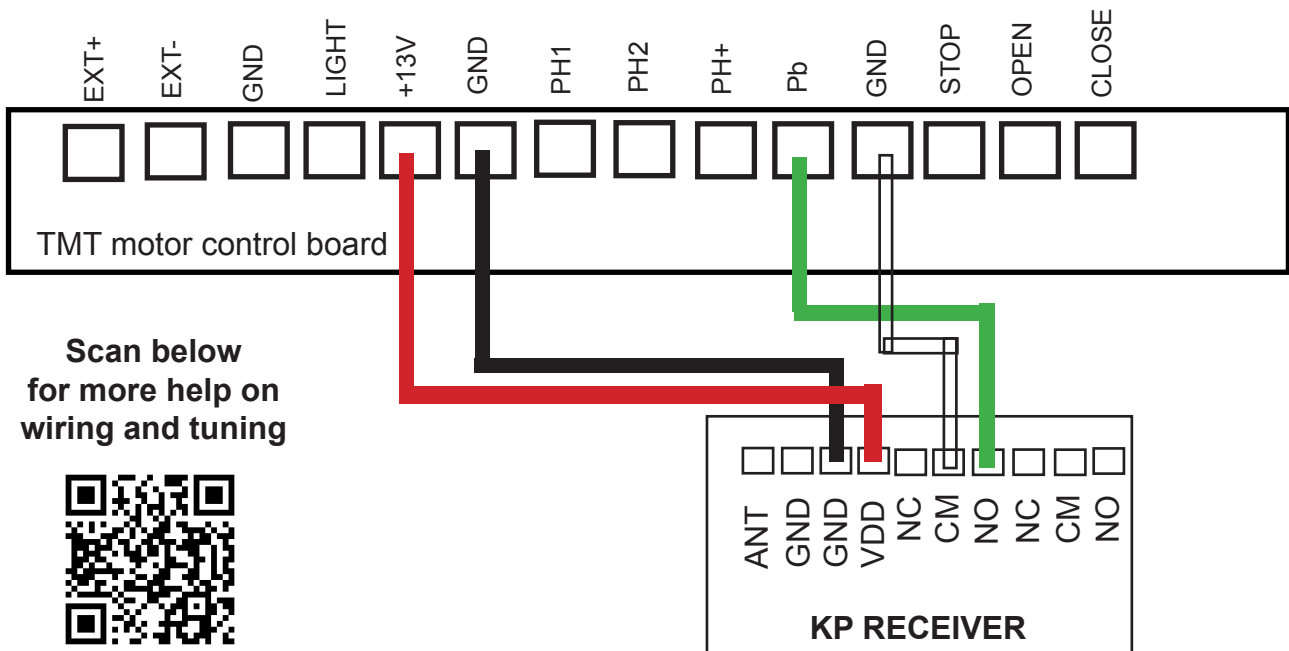 EXT+
EXT-
GND
LIGHT
+13V
GND
PH1
PH2
PH+
Pb
GND
STOP
OPEN
CLOSE
TMT motor control board
Scan below
for more help on
wiring and tuning
ANT
GND
GND
VDD
NC
CM
NO
NC
CM
NO
KP RECEIVER